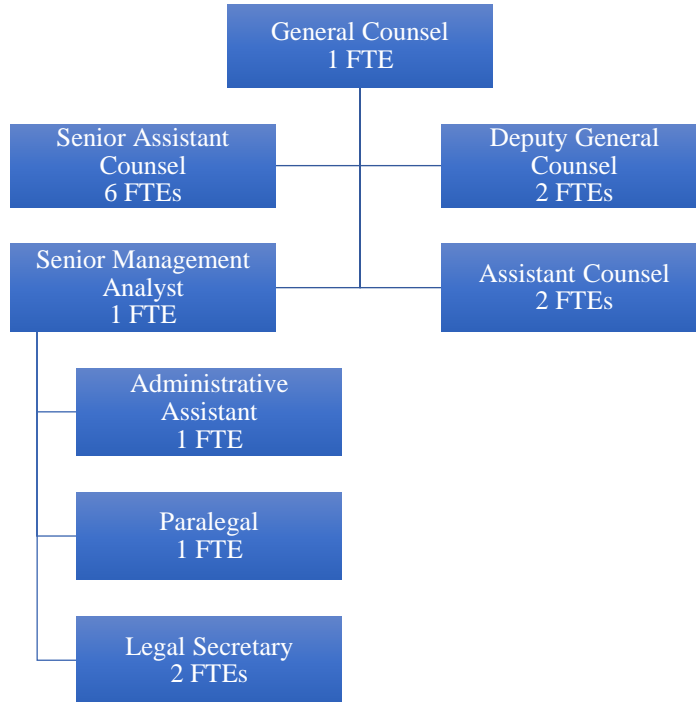 General Counsel
1 FTE
Senior Assistant
Counsel
6 FTEs
Deputy General
Counsel
2 FTEs
Senior Management
Analyst
1 FTE
Assistant Counsel
2 FTEs
Administrative
Assistant
1 FTE
Paralegal
1 FTE
Legal Secretary
2 FTEs